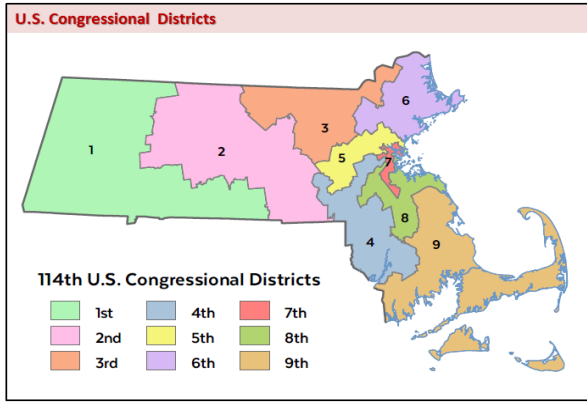 U.S. Congressional Districts
6
3
1
2
5
7
8
4
9
114th U.S. Congressional Districts
1st 4th 7th
2nd 5th 8th
3rd 6th 9th